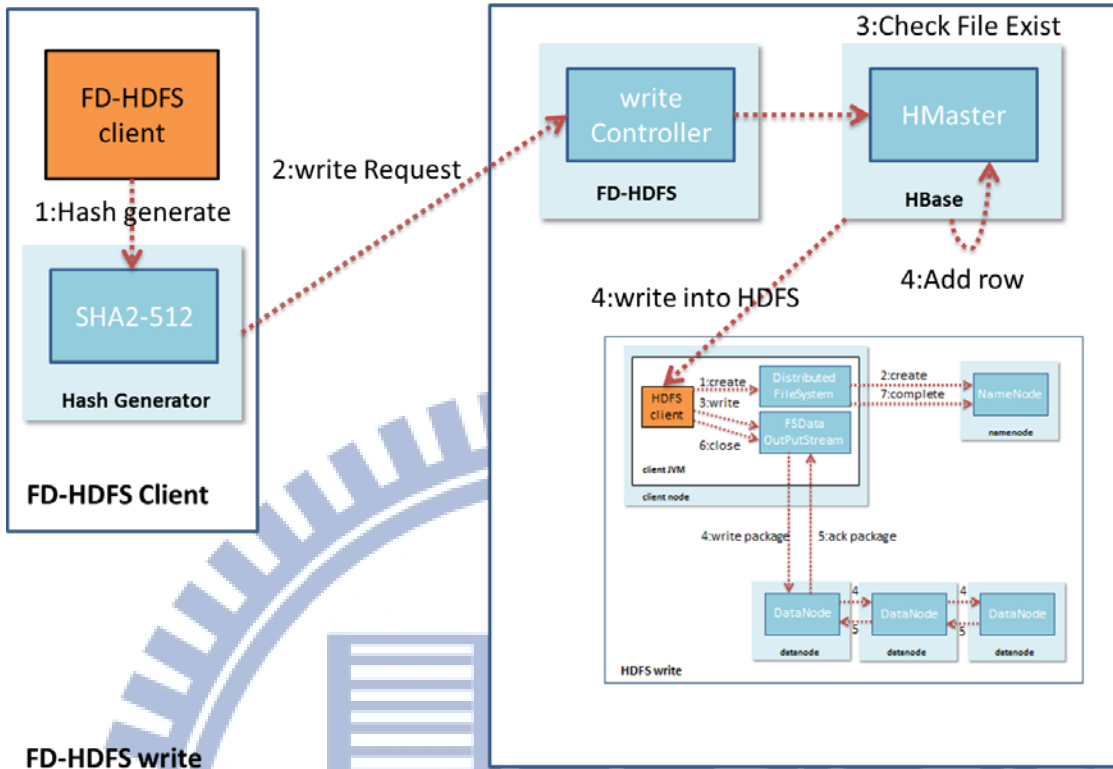 FD-HDFS
client
1:Hash generate
SHA2-512
Hash Generator
FD-HDFS Client
2:write Request
write
Controller
FD-HDFS
3:Check File Exist
HMaster
HBase
4:Add row
4:write into HDFS
HDFS
client
1:create
3:write
6:close
Distributed
FileSystem
FSData
OutPutStream
client JVM
client node
2:create
7:complete
NameNode
namenode
4:write package
5:ack package
DataNode
datanode
4
5
DataNode
datanode
4
5
DataNode
datanode
HDFS write
FD-HDFS write